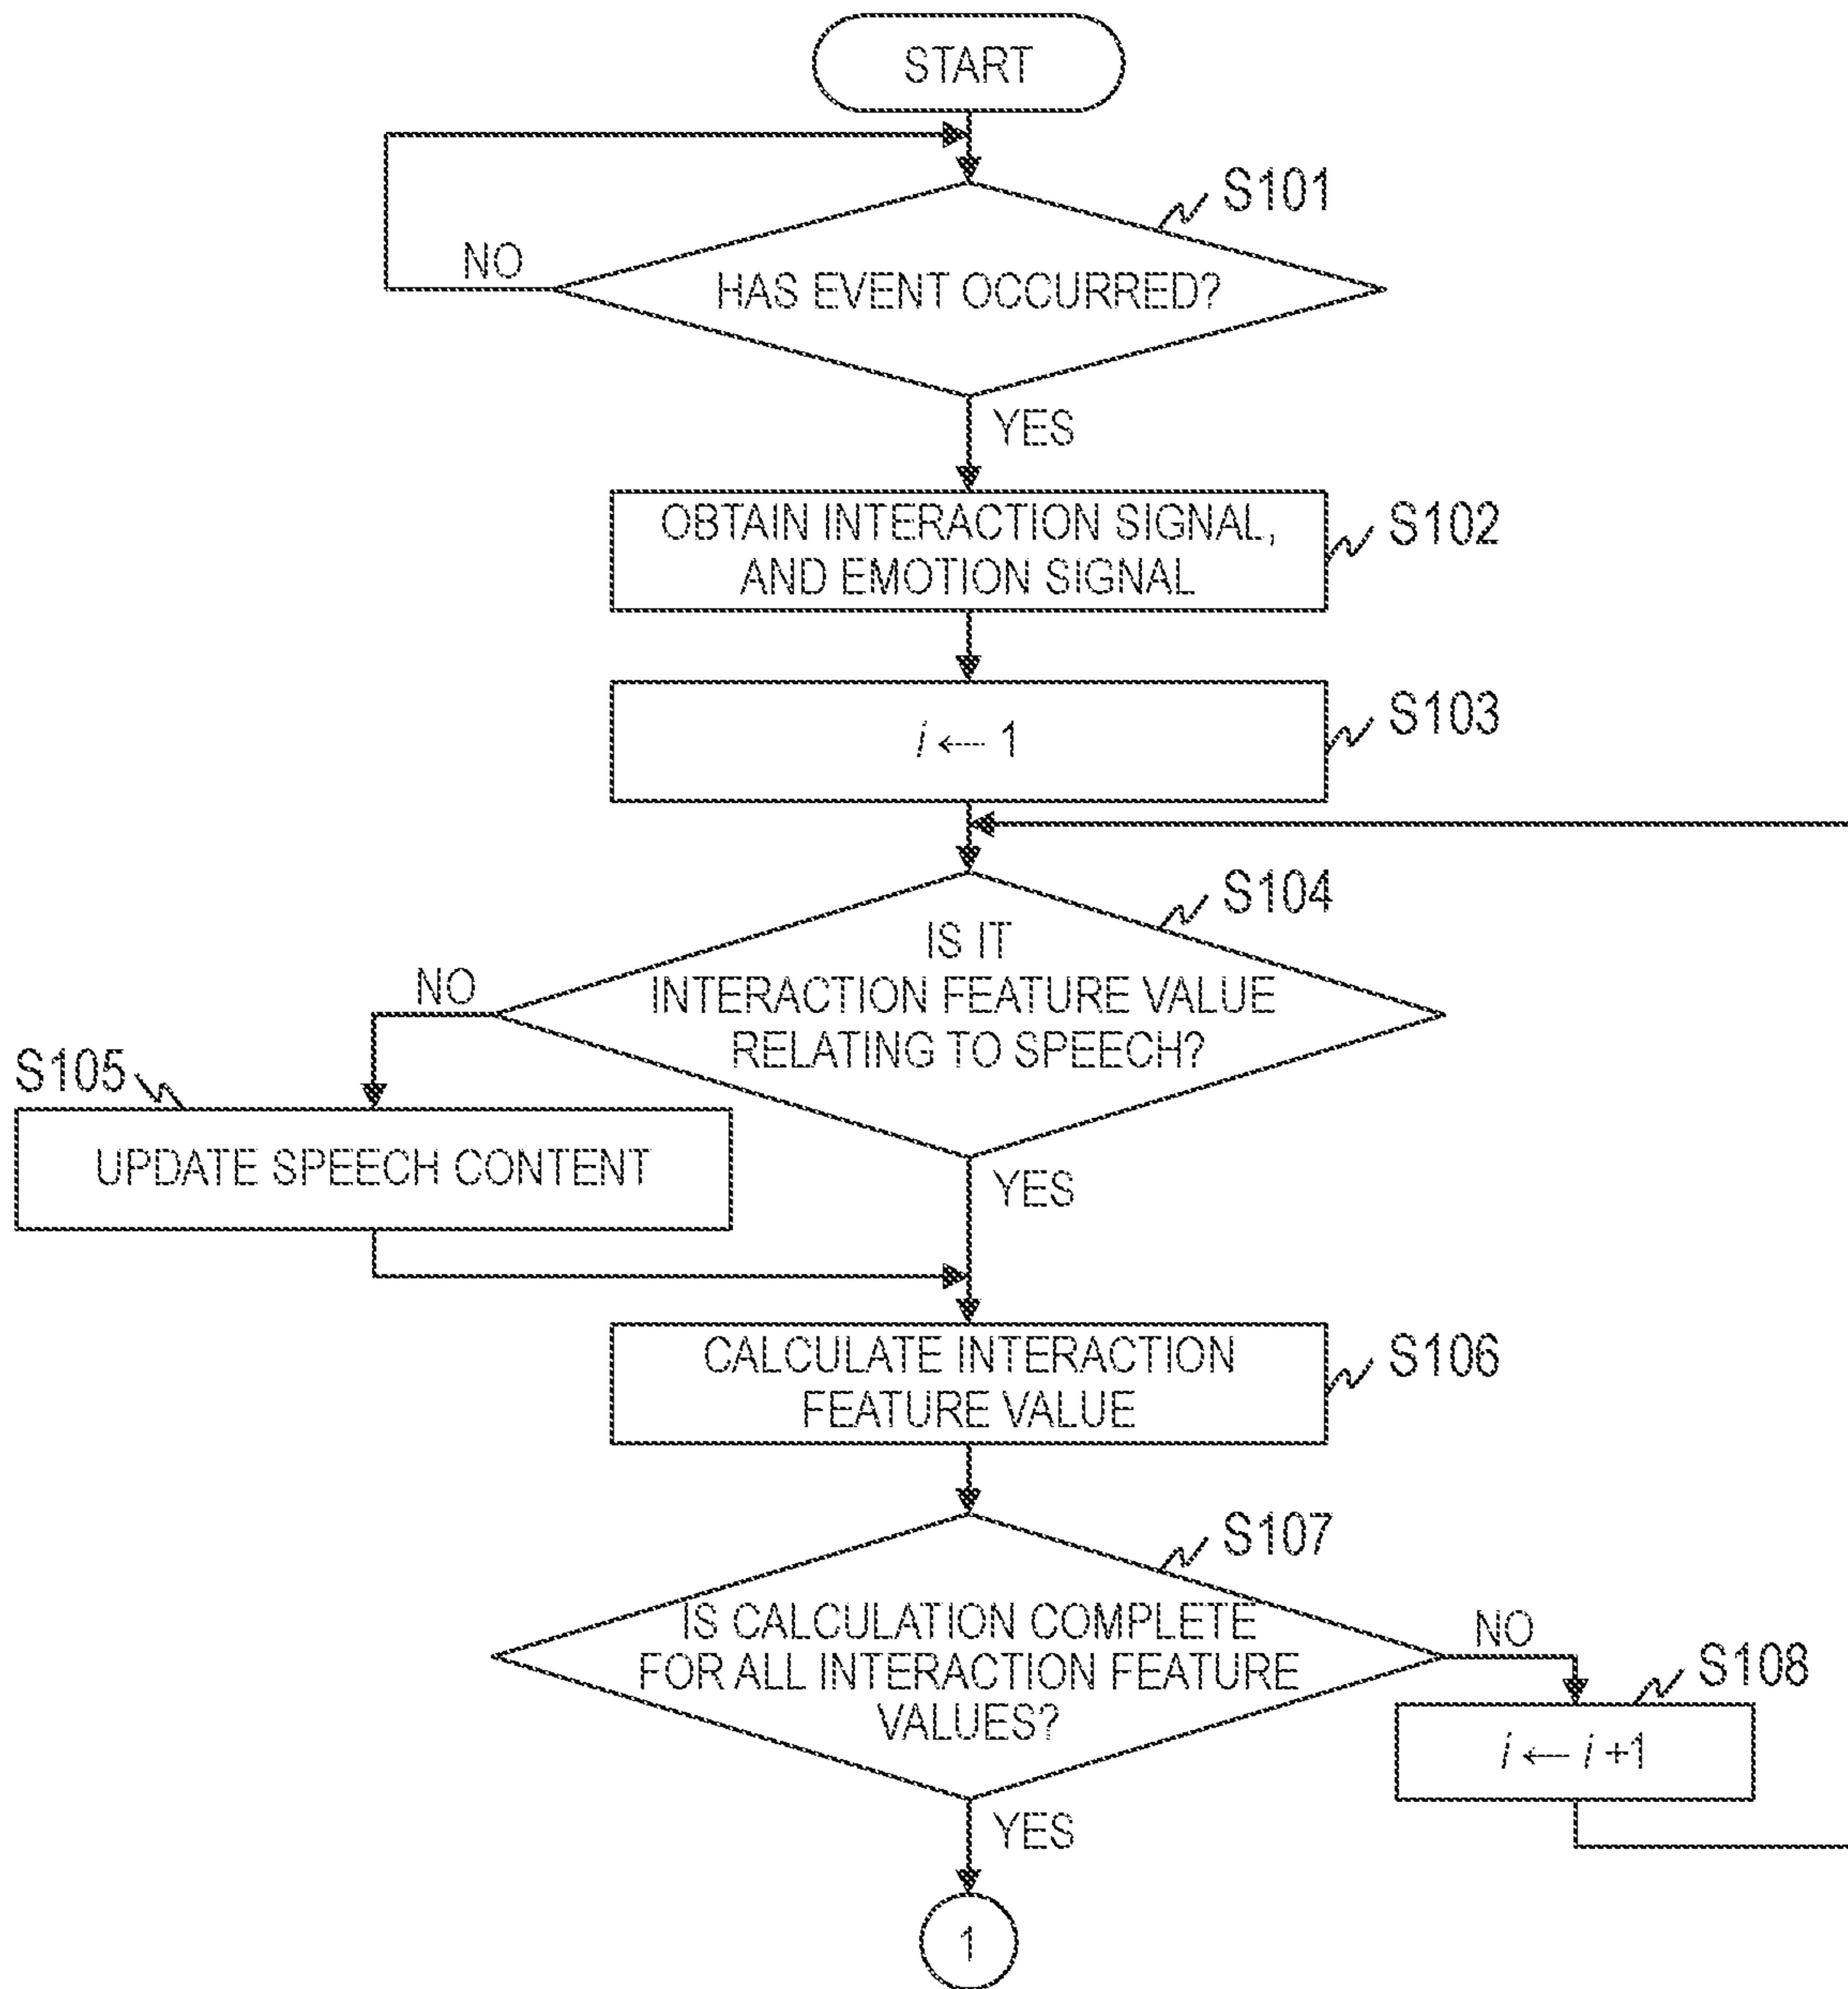 START
S101
NO
HAS EVENT OCCURRED?
YES
OBTAIN INTERACTION SIGNAL,
AND EMOTION SIGNAL
S102
i ← 1
S103
S104
IS IT
INTERACTION FEATURE VALUE
RELATING TO SPEECH?
NO
S105
UPDATE SPEECH CONTENT
YES
CALCULATE INTERACTION
FEATURE VALUE
S106
S107
IS CALCULATION COMPLETE
FOR ALL INTERACTION FEATURE
VALUES?
NO
S108
i ← i +1
YES
1